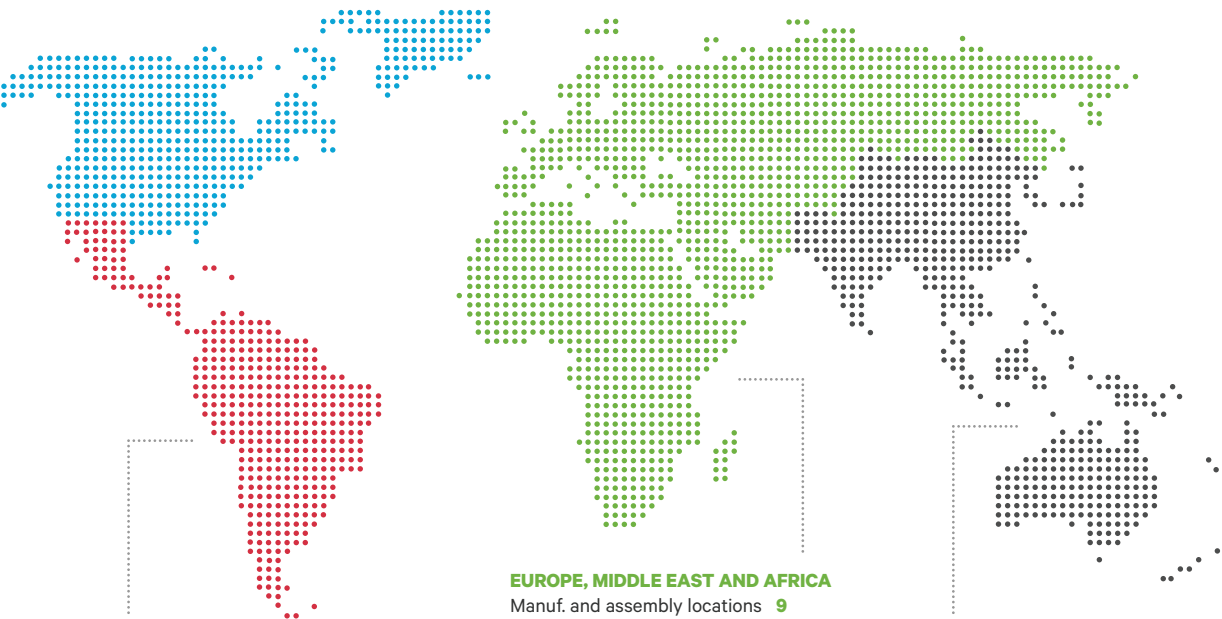 EUROPE, MIDDLE EAST AND AFRICA
Manuf. and assembly locations 9